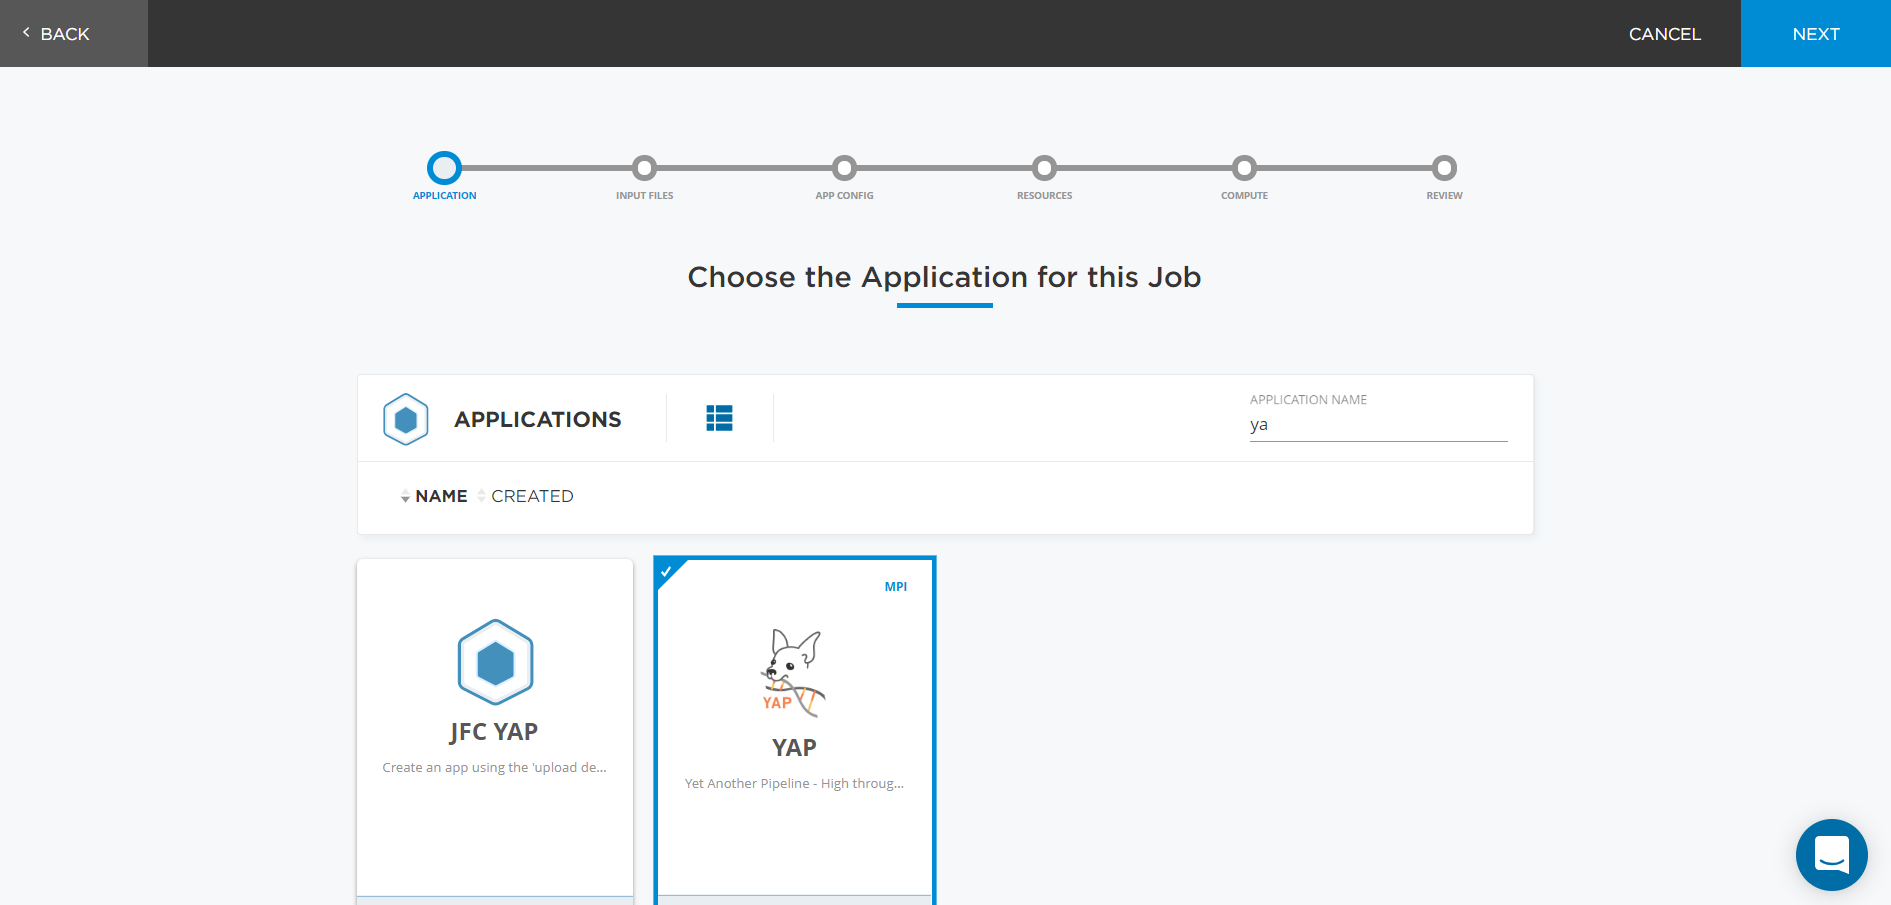 BACK
CANCEL
NEXT
APPLICATION
INPUT FILES
APP CONFIG
RESOURCES
COMPUTE
REVIEW
Choose the Application for this Job
APPLICATIONS
APPLICATION NAME
ya
NAME
CREATED
JFC YAP
Create an app using the 'upload de...
MPI
YAP
YAP
Yet Another Pipeline - High throug...